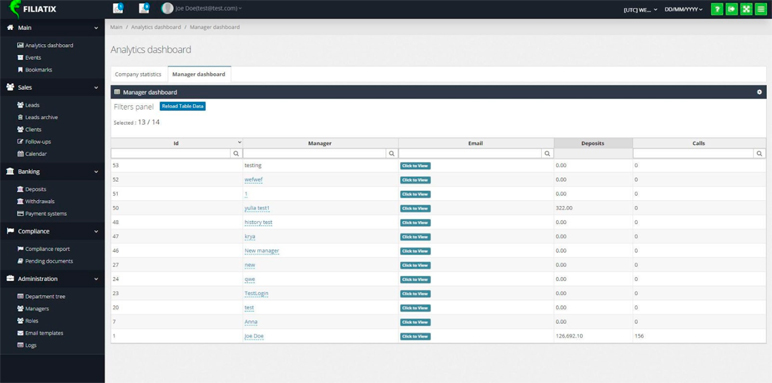 FILIATIX
Joe Doe(test@test.com)
[UTC] WE...
DD/MM/YYYY
Main
Analytics dashboard
Events
Bookmarks
Sales
Leads
Leads archive
Clients
Follow-ups
Calendar
Banking
Deposits
Withdrawals
Payment systems
Compliance
Compliance report
Pending documents
Administration
Department tree
Managers
Roles
Email templates
Logs
Main / Analytics dashboard / Manager dashboard
Analytics dashboard
Company statistics Manager dashboard
Manager dashboard
Filters panel Reload Table Data
Selected : 13 / 14
Id Manager Email Deposits Calls
53 testing Click to View 0.00 0
52 wefwef Click to View 0.00 0
51 1 Click to View 0.00 0
50 yulia test1 Click to View 322.00 0
48 history test Click to View 0.00 0
47 krya Click to View 0.00 0
46 New manager Click to View 0.00 0
27 new Click to View 0.00 0
24 qwe Click to View 0.00 0
23 TestLogin Click to View 0.00 0
20 test Click to View 0.00 0
7 Anna Click to View 0.00 0
1 Joe Doe Click to View 126,692.10 156